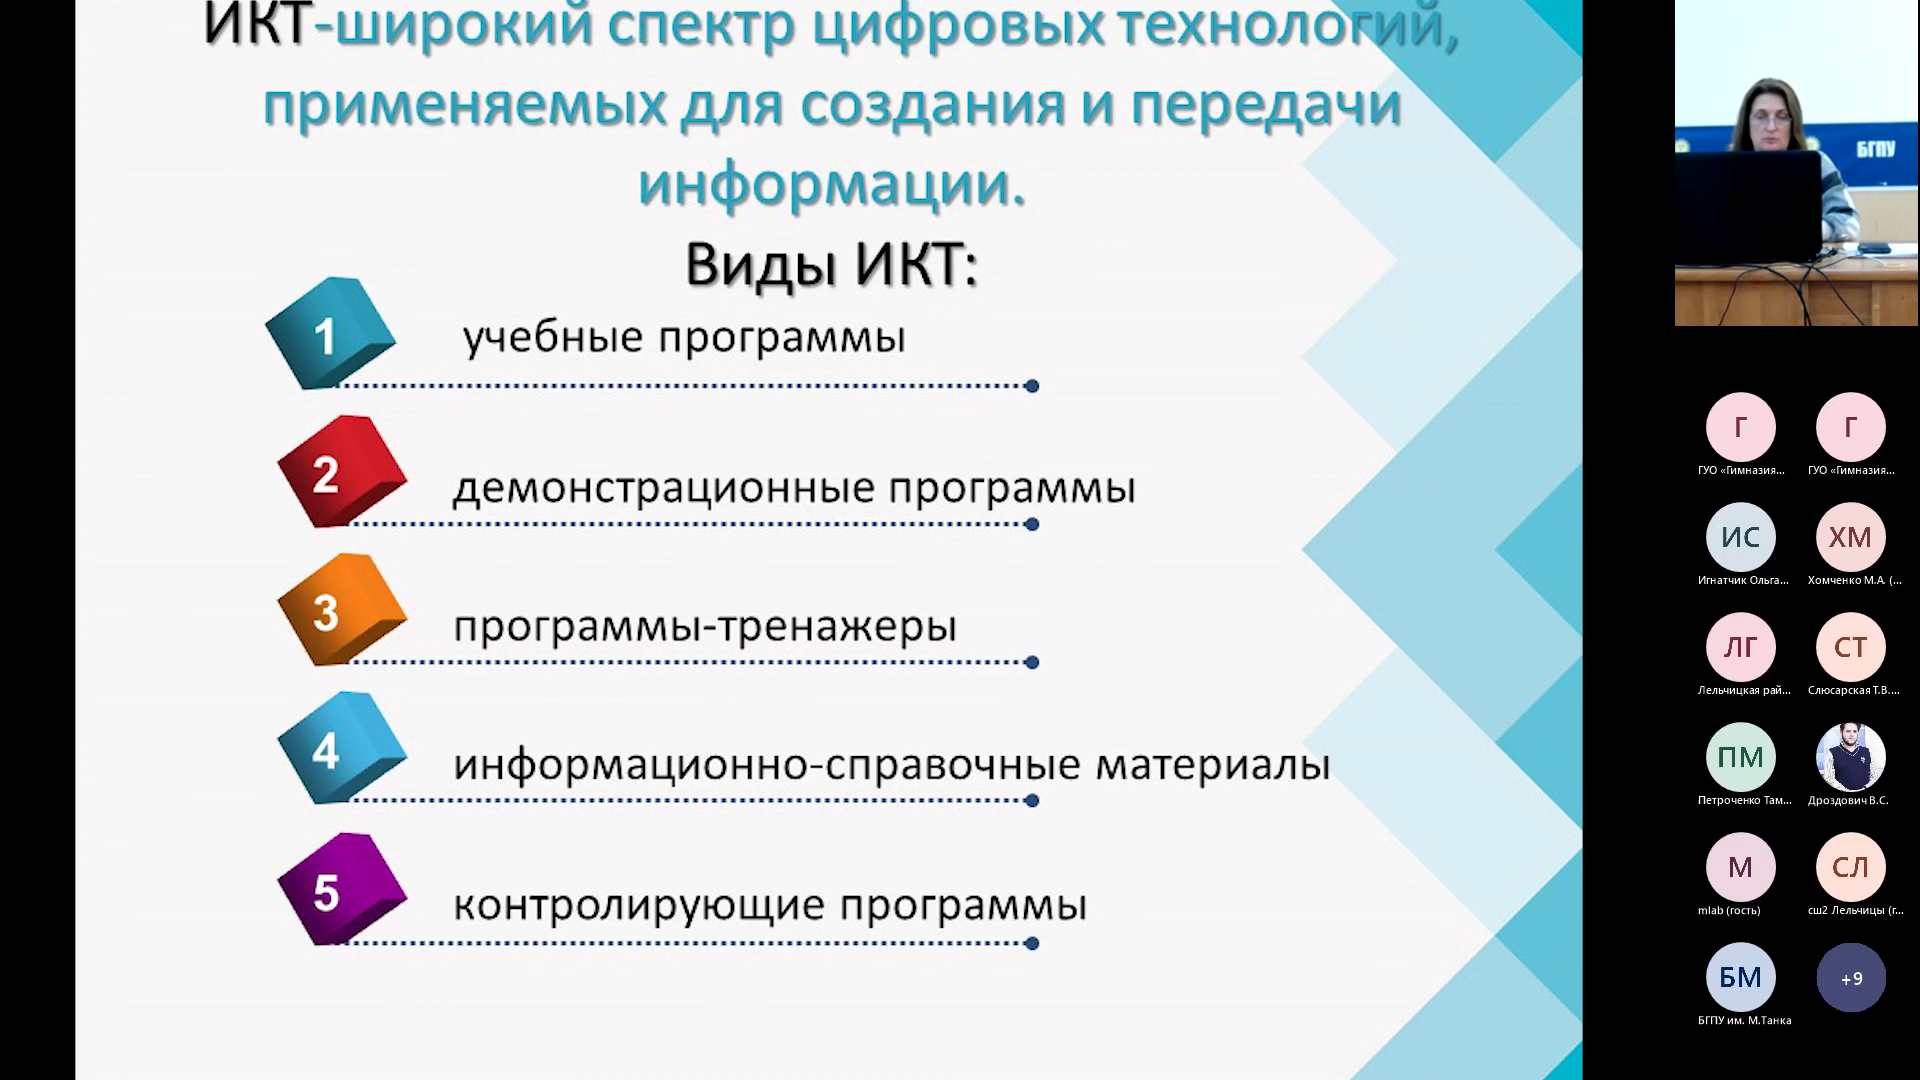 ИКТ-широкий спектр цифровых технологий,
применяемых для создания и передачи
информации.
Виды ИКТ:
1 учебные программы
2 демонстрационные программы
3 программы-тренажеры
4 информационно-справочные материалы
5 контролирующие программы
БГПУ
Г Г
ГУО «Гимназия... ГУО «Гимназия...
ИС ХМ
Игнатчик Ольга... Хомченко М.А. (...
ЛГ СТ
Лельчицкая рай... Слюсарская Т.В....
ПМ
Петроченко Там... Дроздович В.С.
М СЛ
mlab (гость) сш2 Лельчицы (г...
БМ +9
БГПУ им. М.Танка